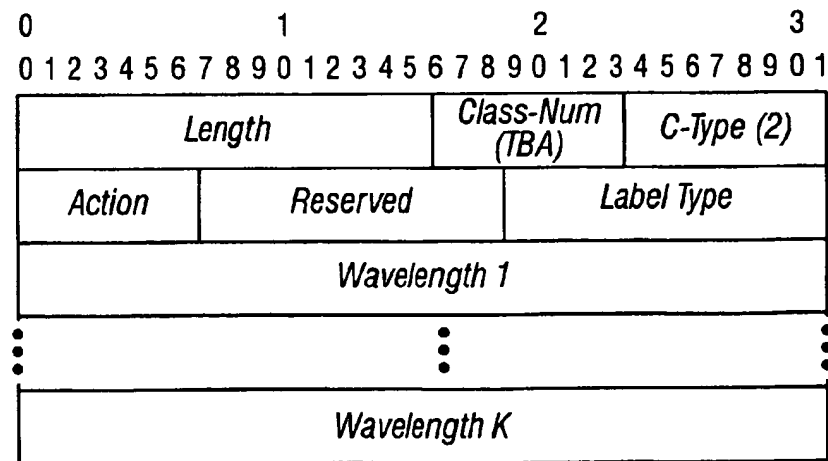 0 1 2 3
0 1 2 3 4 5 6 7 8 9 0 1 2 3 4 5 6 7 8 9 0 1 2 3 4 5 6 7 8 9 0 1
Length Class-Num (TBA) C-Type (2)
Action Reserved Label Type
Wavelength 1
Wavelength K